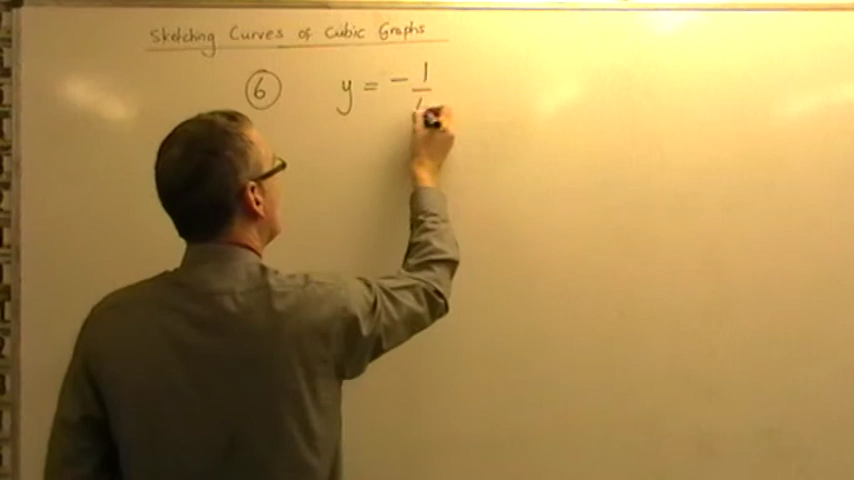 Sketching Curves of Cubic Graphs
6 y = - 1